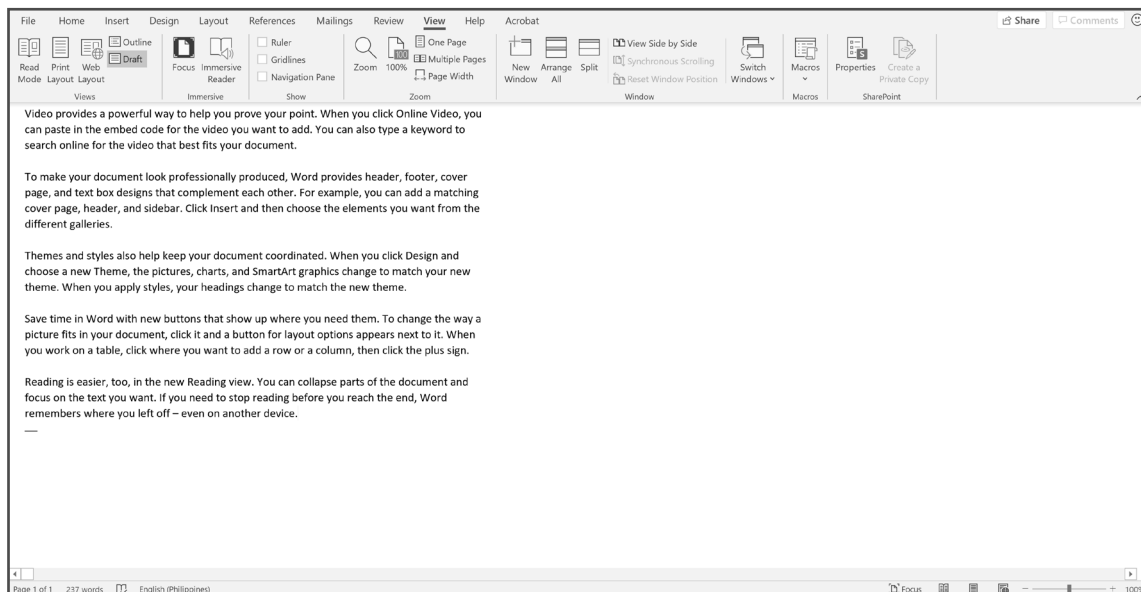 File Home Insert Design Layout References Mailings Review View Help Acrobat Share Comments
Read Mode Print Layout Web Layout Outline Draft
Views
Focus Immersive Reader
Immersive
Ruler
Gridlines
Navigation Pane
Show
Zoom 100% One Page
Multiple Pages
Page Width
Zoom
New Window Arrange All Split
View Side by Side
Synchronous Scrolling
Reset Window Position
Switch Windows
Window
Macros
Macros
Properties Create a Private Copy
SharePoint
Video provides a powerful way to help you prove your point. When you click Online Video, you
can paste in the embed code for the video you want to add. You can also type a keyword to
search online for the video that best fits your document.
To make your document look professionally produced, Word provides header, footer, cover
page, and text box designs that complement each other. For example, you can add a matching
cover page, header, and sidebar. Click Insert and then choose the elements you want from the
different galleries.
Themes and styles also help keep your document coordinated. When you click Design and
choose a new Theme, the pictures, charts, and SmartArt graphics change to match your new
theme. When you apply styles, your headings change to match the new theme.
Save time in Word with new buttons that show up where you need them. To change the way a
picture fits in your document, click it and a button for layout options appears next to it. When
you work on a table, click where you want to add a row or a column, then click the plus sign.
Reading is easier, too, in the new Reading view. You can collapse parts of the document and
focus on the text you want. If you need to stop reading before you reach the end, Word
remembers where you left off – even on another device.
Page 1 of 1 237 words English (Philippines) Focus 100%